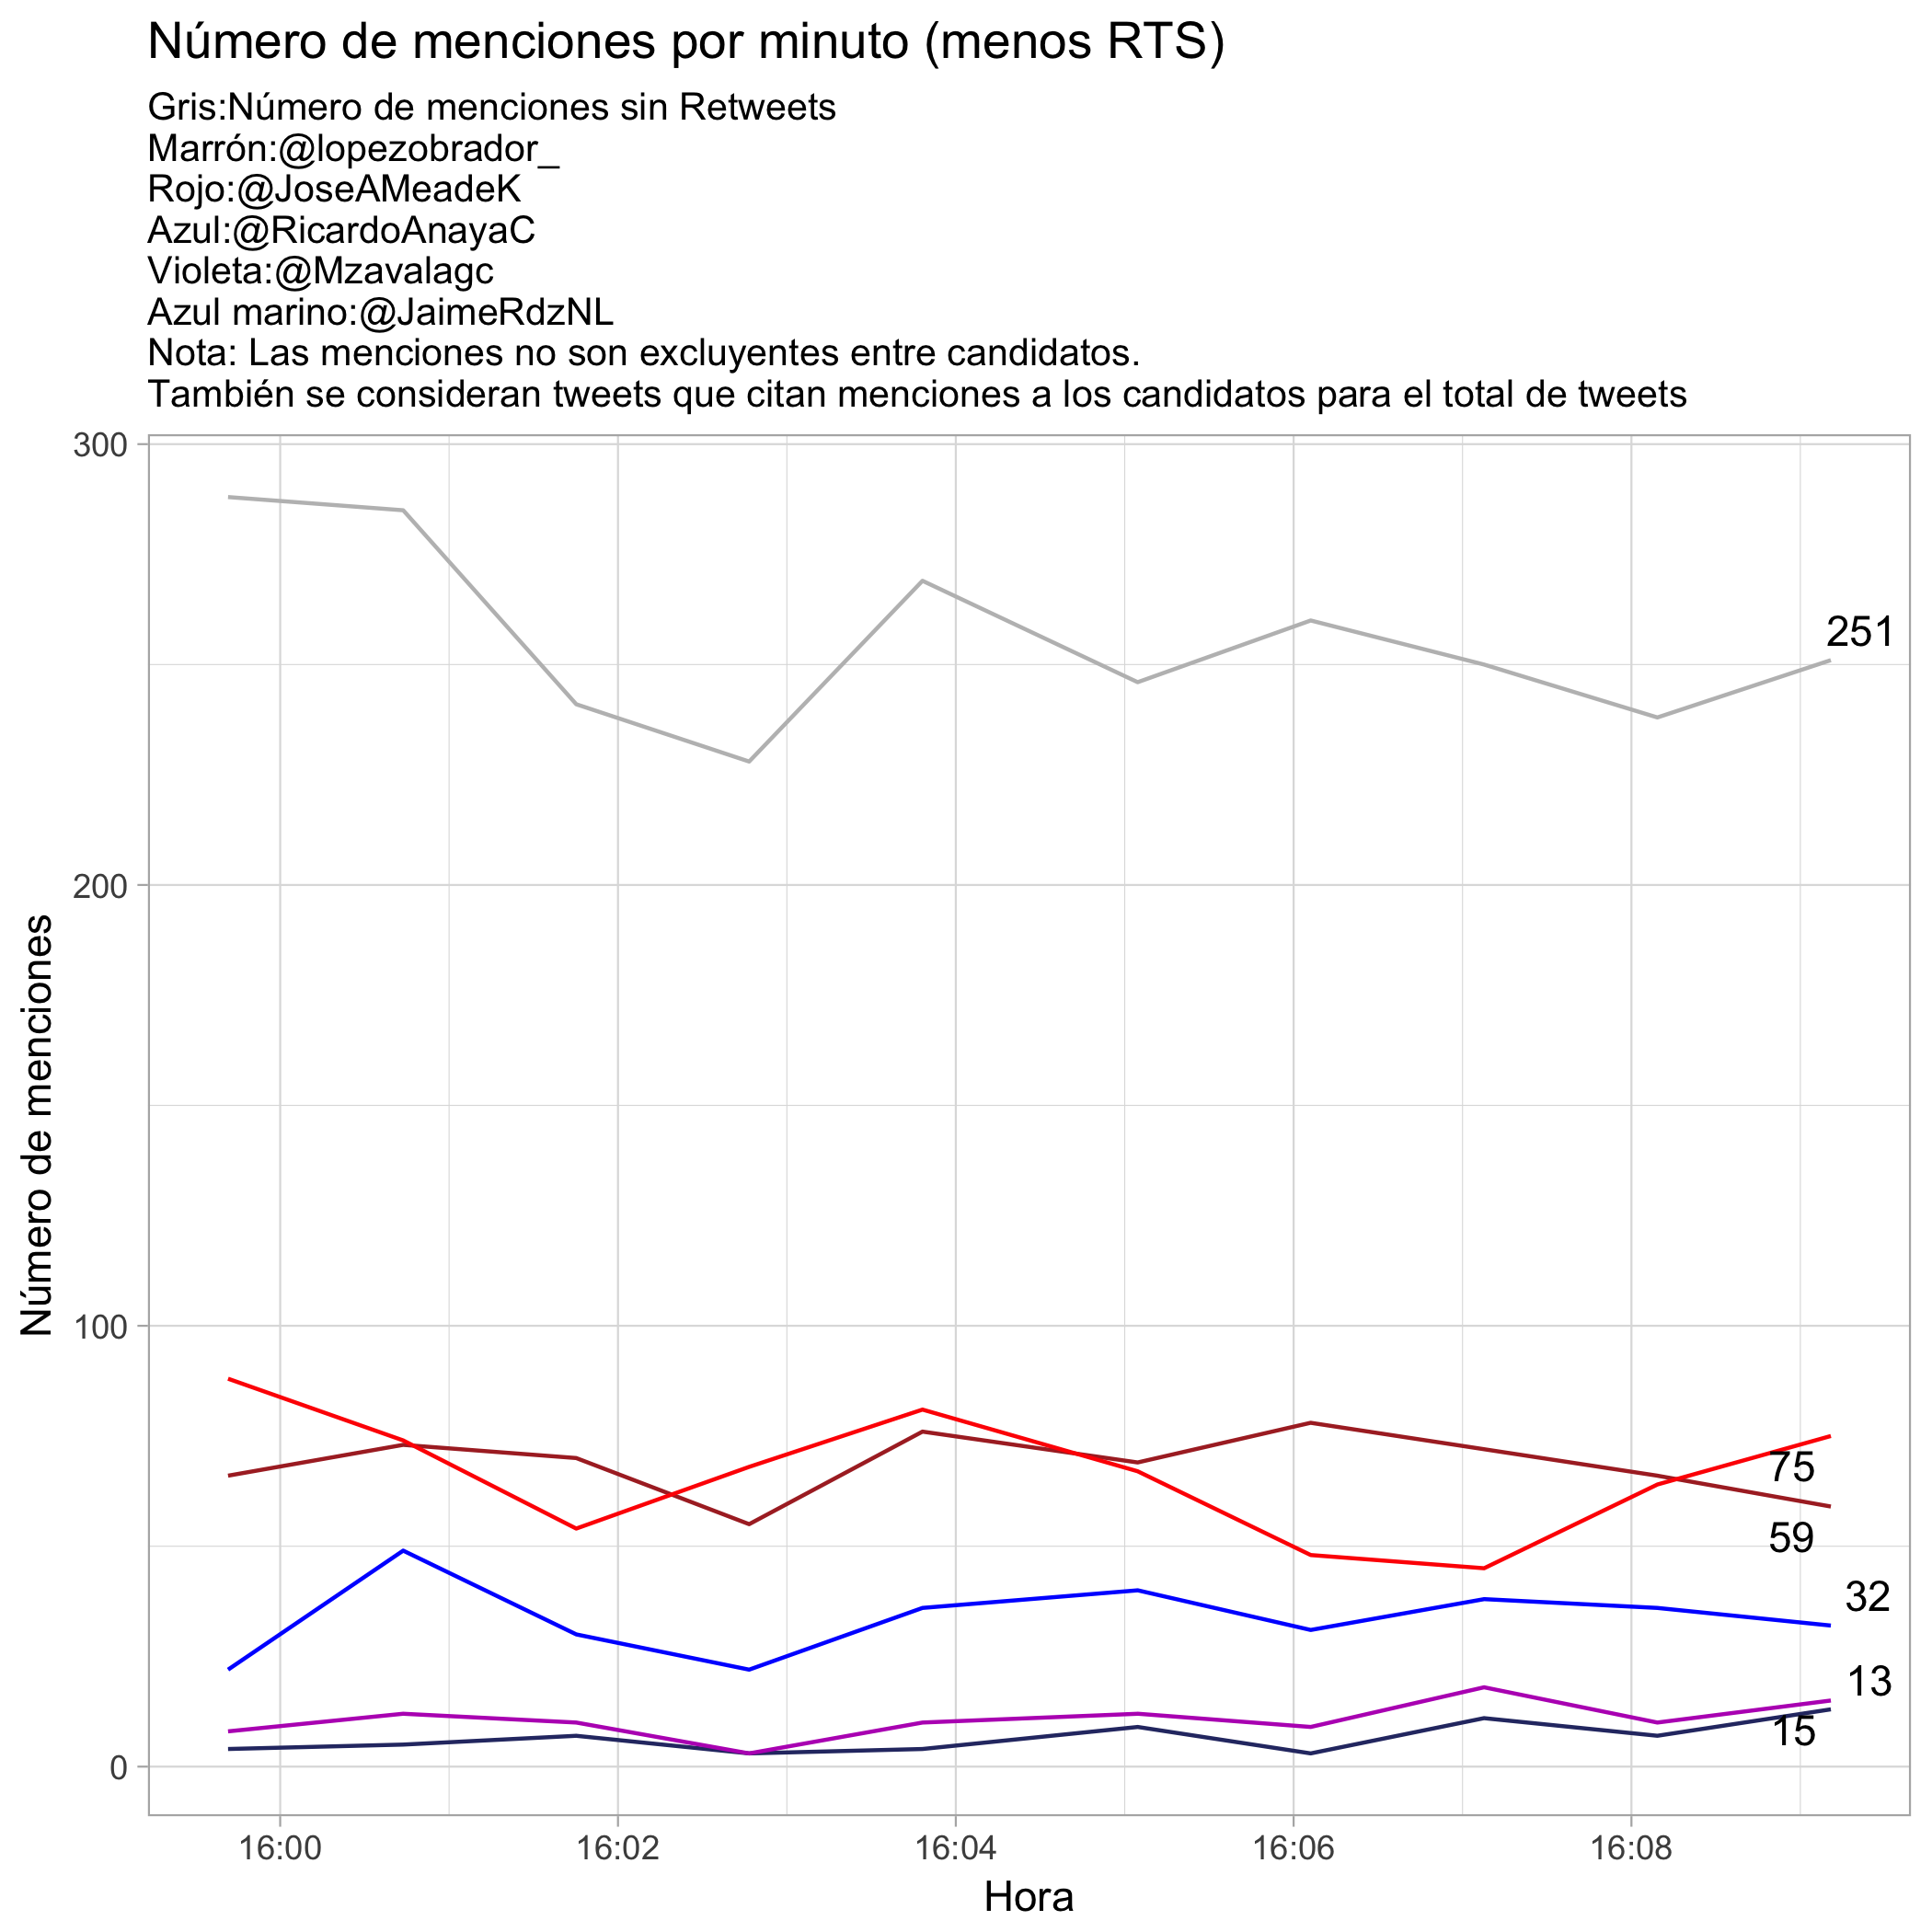 Número de menciones por minuto (menos RTS)
Gris:Número de menciones sin Retweets
Marrón:@lopezobrador_
Rojo:@JoseAMeadeK
Azul:@RicardoAnayaC
Violeta:@Mzavalagc
Azul marino:@JaimeRdzNL
Nota: Las menciones no son excluyentes entre candidatos.
También se consideran tweets que citan menciones a los candidatos para el total de tweets
Número de menciones
300
200
100
0
251
75
59
32
13
15
16:00
16:02
16:04
16:06
16:08
Hora